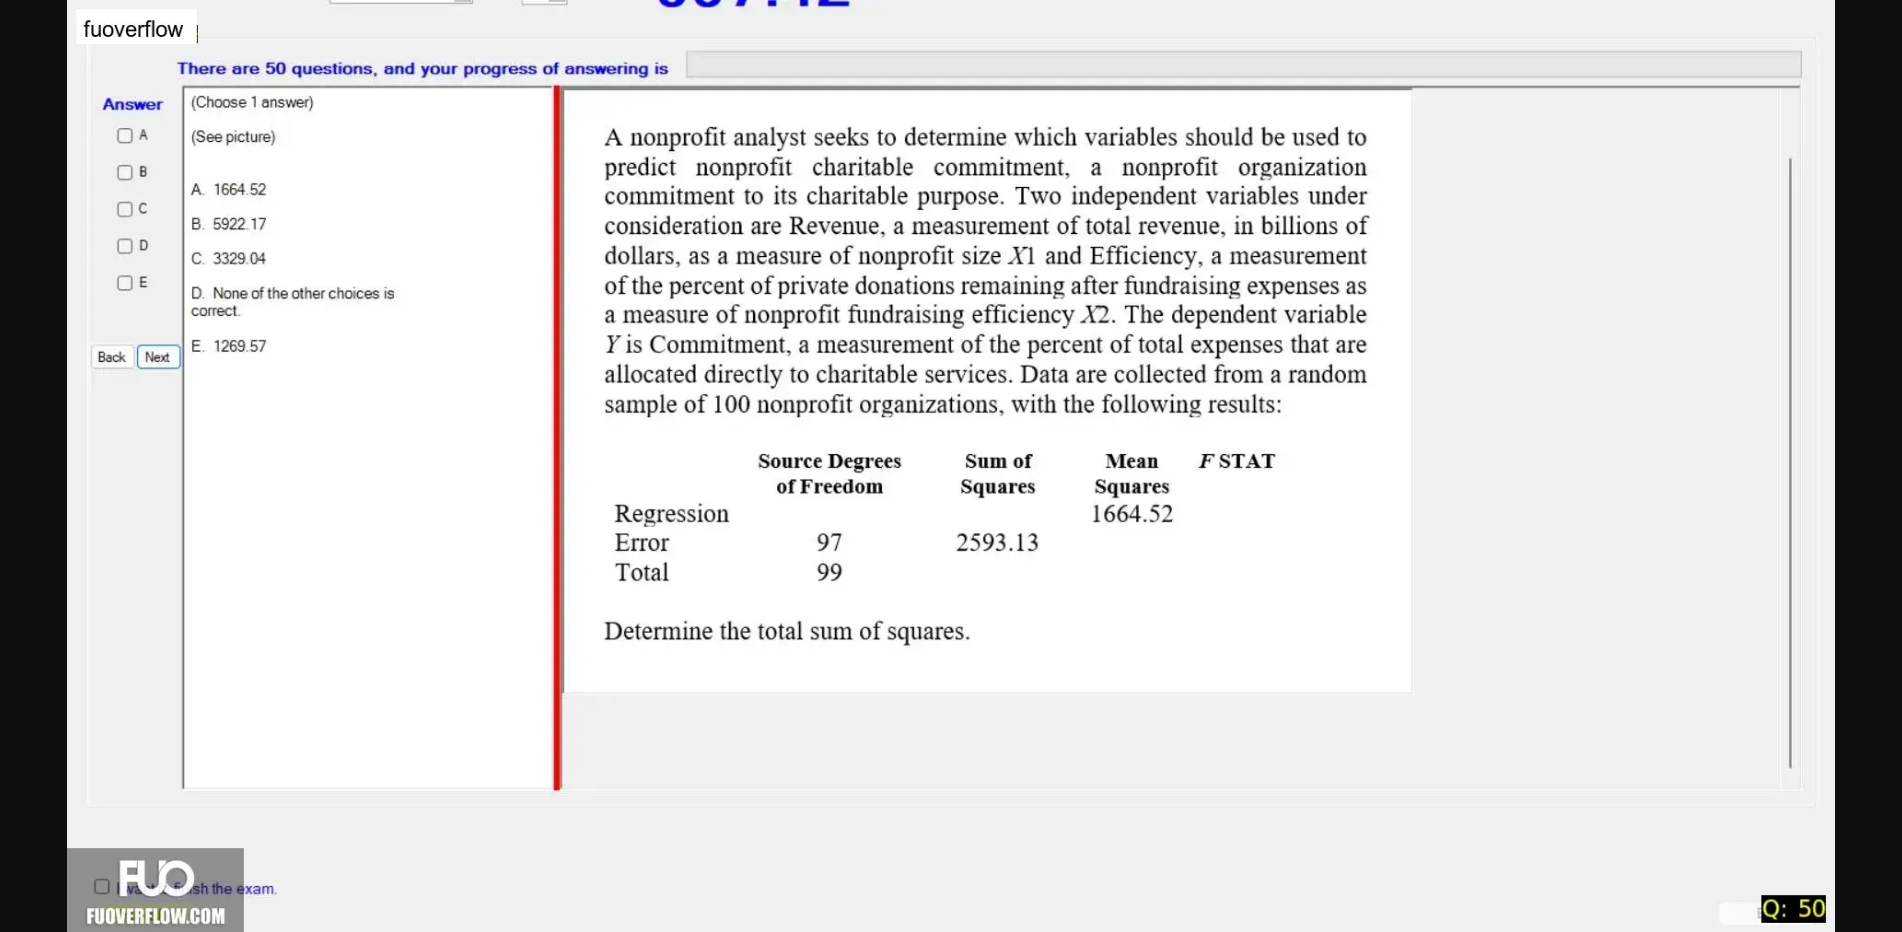 fuoverflow
There are 50 questions, and your progress of answering is
Answer
A
B
C
D
E
Back Next
(Choose 1 answer)
(See picture)
A. 1664.52
B. 5922.17
C. 3329.04
D. None of the other choices is
correct.
E. 1269.57
A nonprofit analyst seeks to determine which variables should be used to
predict nonprofit charitable commitment, a nonprofit organization
commitment to its charitable purpose. Two independent variables under
consideration are Revenue, a measurement of total revenue, in billions of
dollars, as a measure of nonprofit size X1 and Efficiency, a measurement
of the percent of private donations remaining after fundraising expenses as
a measure of nonprofit fundraising efficiency X2. The dependent variable
Y is Commitment, a measurement of the percent of total expenses that are
allocated directly to charitable services. Data are collected from a random
sample of 100 nonprofit organizations, with the following results:
Source Degrees Sum of Mean F STAT
of Freedom Squares Squares
Regression 1664.52
Error 97 2593.13
Total 99
Determine the total sum of squares.
FUO
the exam.
FUOVERFLOW.COM
Q: 50